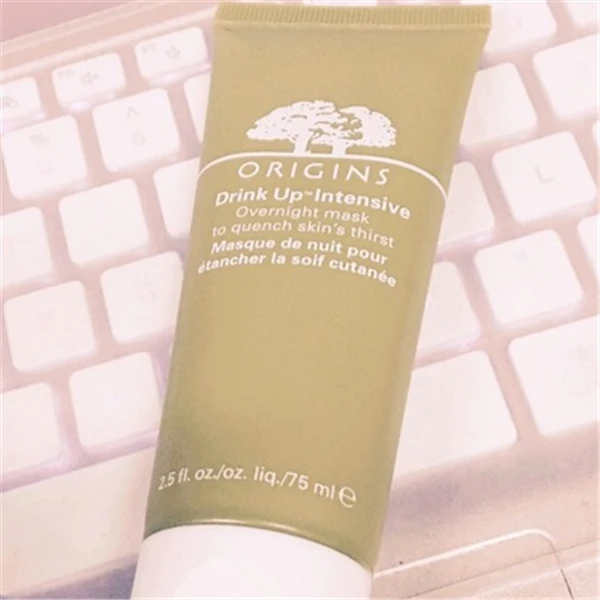 ORIGINS
Drink Up™ Intensive
Overnight mask
to quench skin's thirst
Masque de nuit pour
étancher la soif cutanée
2.5 fl. oz./oz. liq./75 ml ℮